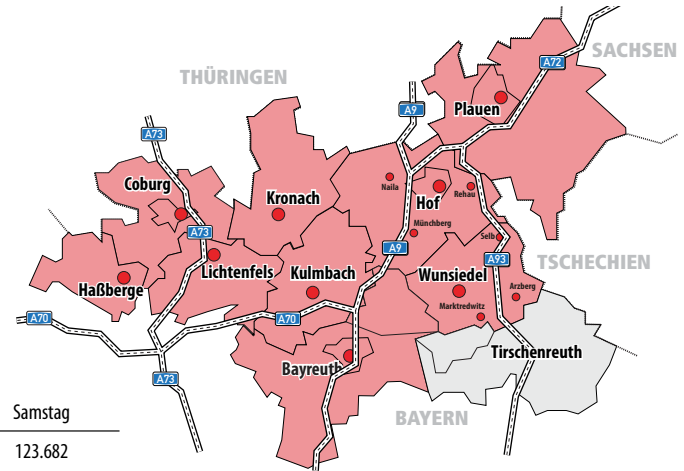 SACHSEN
A72
THÜRINGEN
Plauen
A9
A73
Coburg
Kronach
Naila
Hof
Rehau
A73
Münchberg
Selb
A9
A93
Lichtenfels
Kulmbach
Wunsiedel
TSCHECHIEN
Haßberge
Arzberg
Marktredwitz
A70
A70
Tirschenreuth
Bayreuth
A73
BAYERN
Samstag
123.682